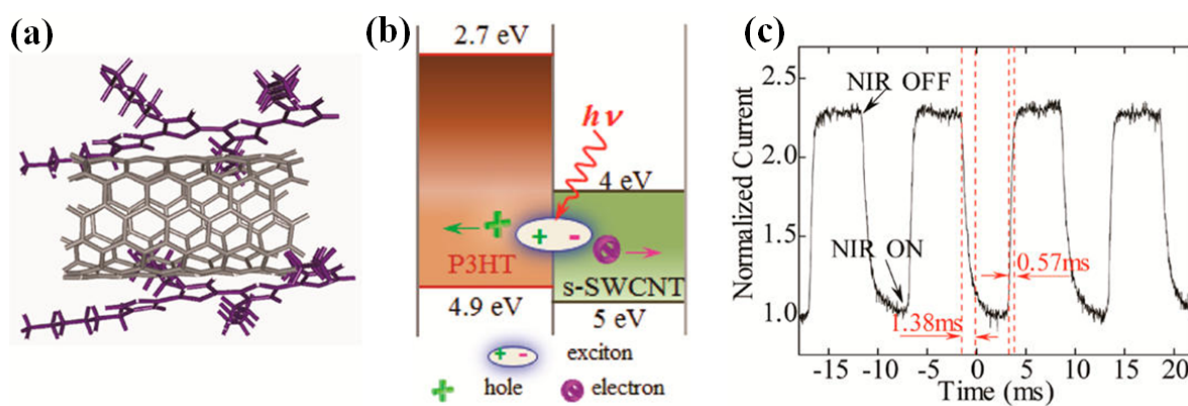 (a)
(b)
2.7 eV
hν
4 eV
+ -
P3HT
s-SWCNT
4.9 eV
5 eV
+ - exciton
hole electron
(c)
Normalized Current
2.5
2.0
1.5
1.0
NIR OFF
NIR ON
0.57ms
1.38ms
-15 -10 -5 0 5 10 15 20
Time (ms)